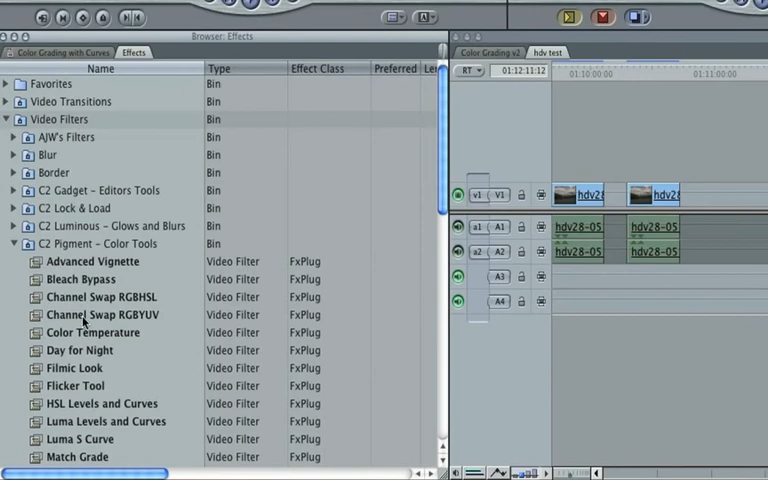 Browser: Effects
Color Grading with Curves Effects
Name Type Effect Class Preferred
Favorites Bin
Video Transitions Bin
Video Filters Bin
AJW's Filters Bin
Blur Bin
Border Bin
C2 Gadget - Editors Tools Bin
C2 Lock & Load Bin
C2 Luminous - Glows and Blurs Bin
C2 Pigment - Color Tools Bin
Advanced Vignette Video Filter FxPlug
Bleach Bypass Video Filter FxPlug
Channel Swap RGBHSL Video Filter FxPlug
Channel Swap RGBYUV Video Filter FxPlug
Color Temperature Video Filter FxPlug
Day for Night Video Filter FxPlug
Filmic Look Video Filter FxPlug
Flicker Tool Video Filter FxPlug
HSL Levels and Curves Video Filter FxPlug
Luma Levels and Curves Video Filter FxPlug
Luma S Curve Video Filter FxPlug
Match Grade Video Filter FxPlug
Color Grading v2 hdv test
RT 01:12:11:12 01:10:00:00 01:11:00:00
v1 V1 hdv28 hdv28
a1 A1 hdv28-05 hdv28-05
a2 A2 hdv28-05 hdv28-05
A3
A4